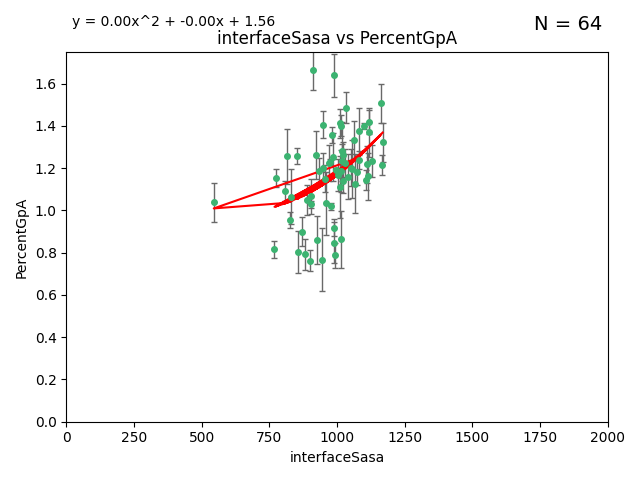 y = 0.00x^2 + -0.00x + 1.56
N = 64
interfaceSasa vs PercentGpA
PercentGpA
1.6
1.4
1.2
1.0
0.8
0.6
0.4
0.2
0.0
0 250 500 750 1000 1250 1500 1750 2000
interfaceSasa